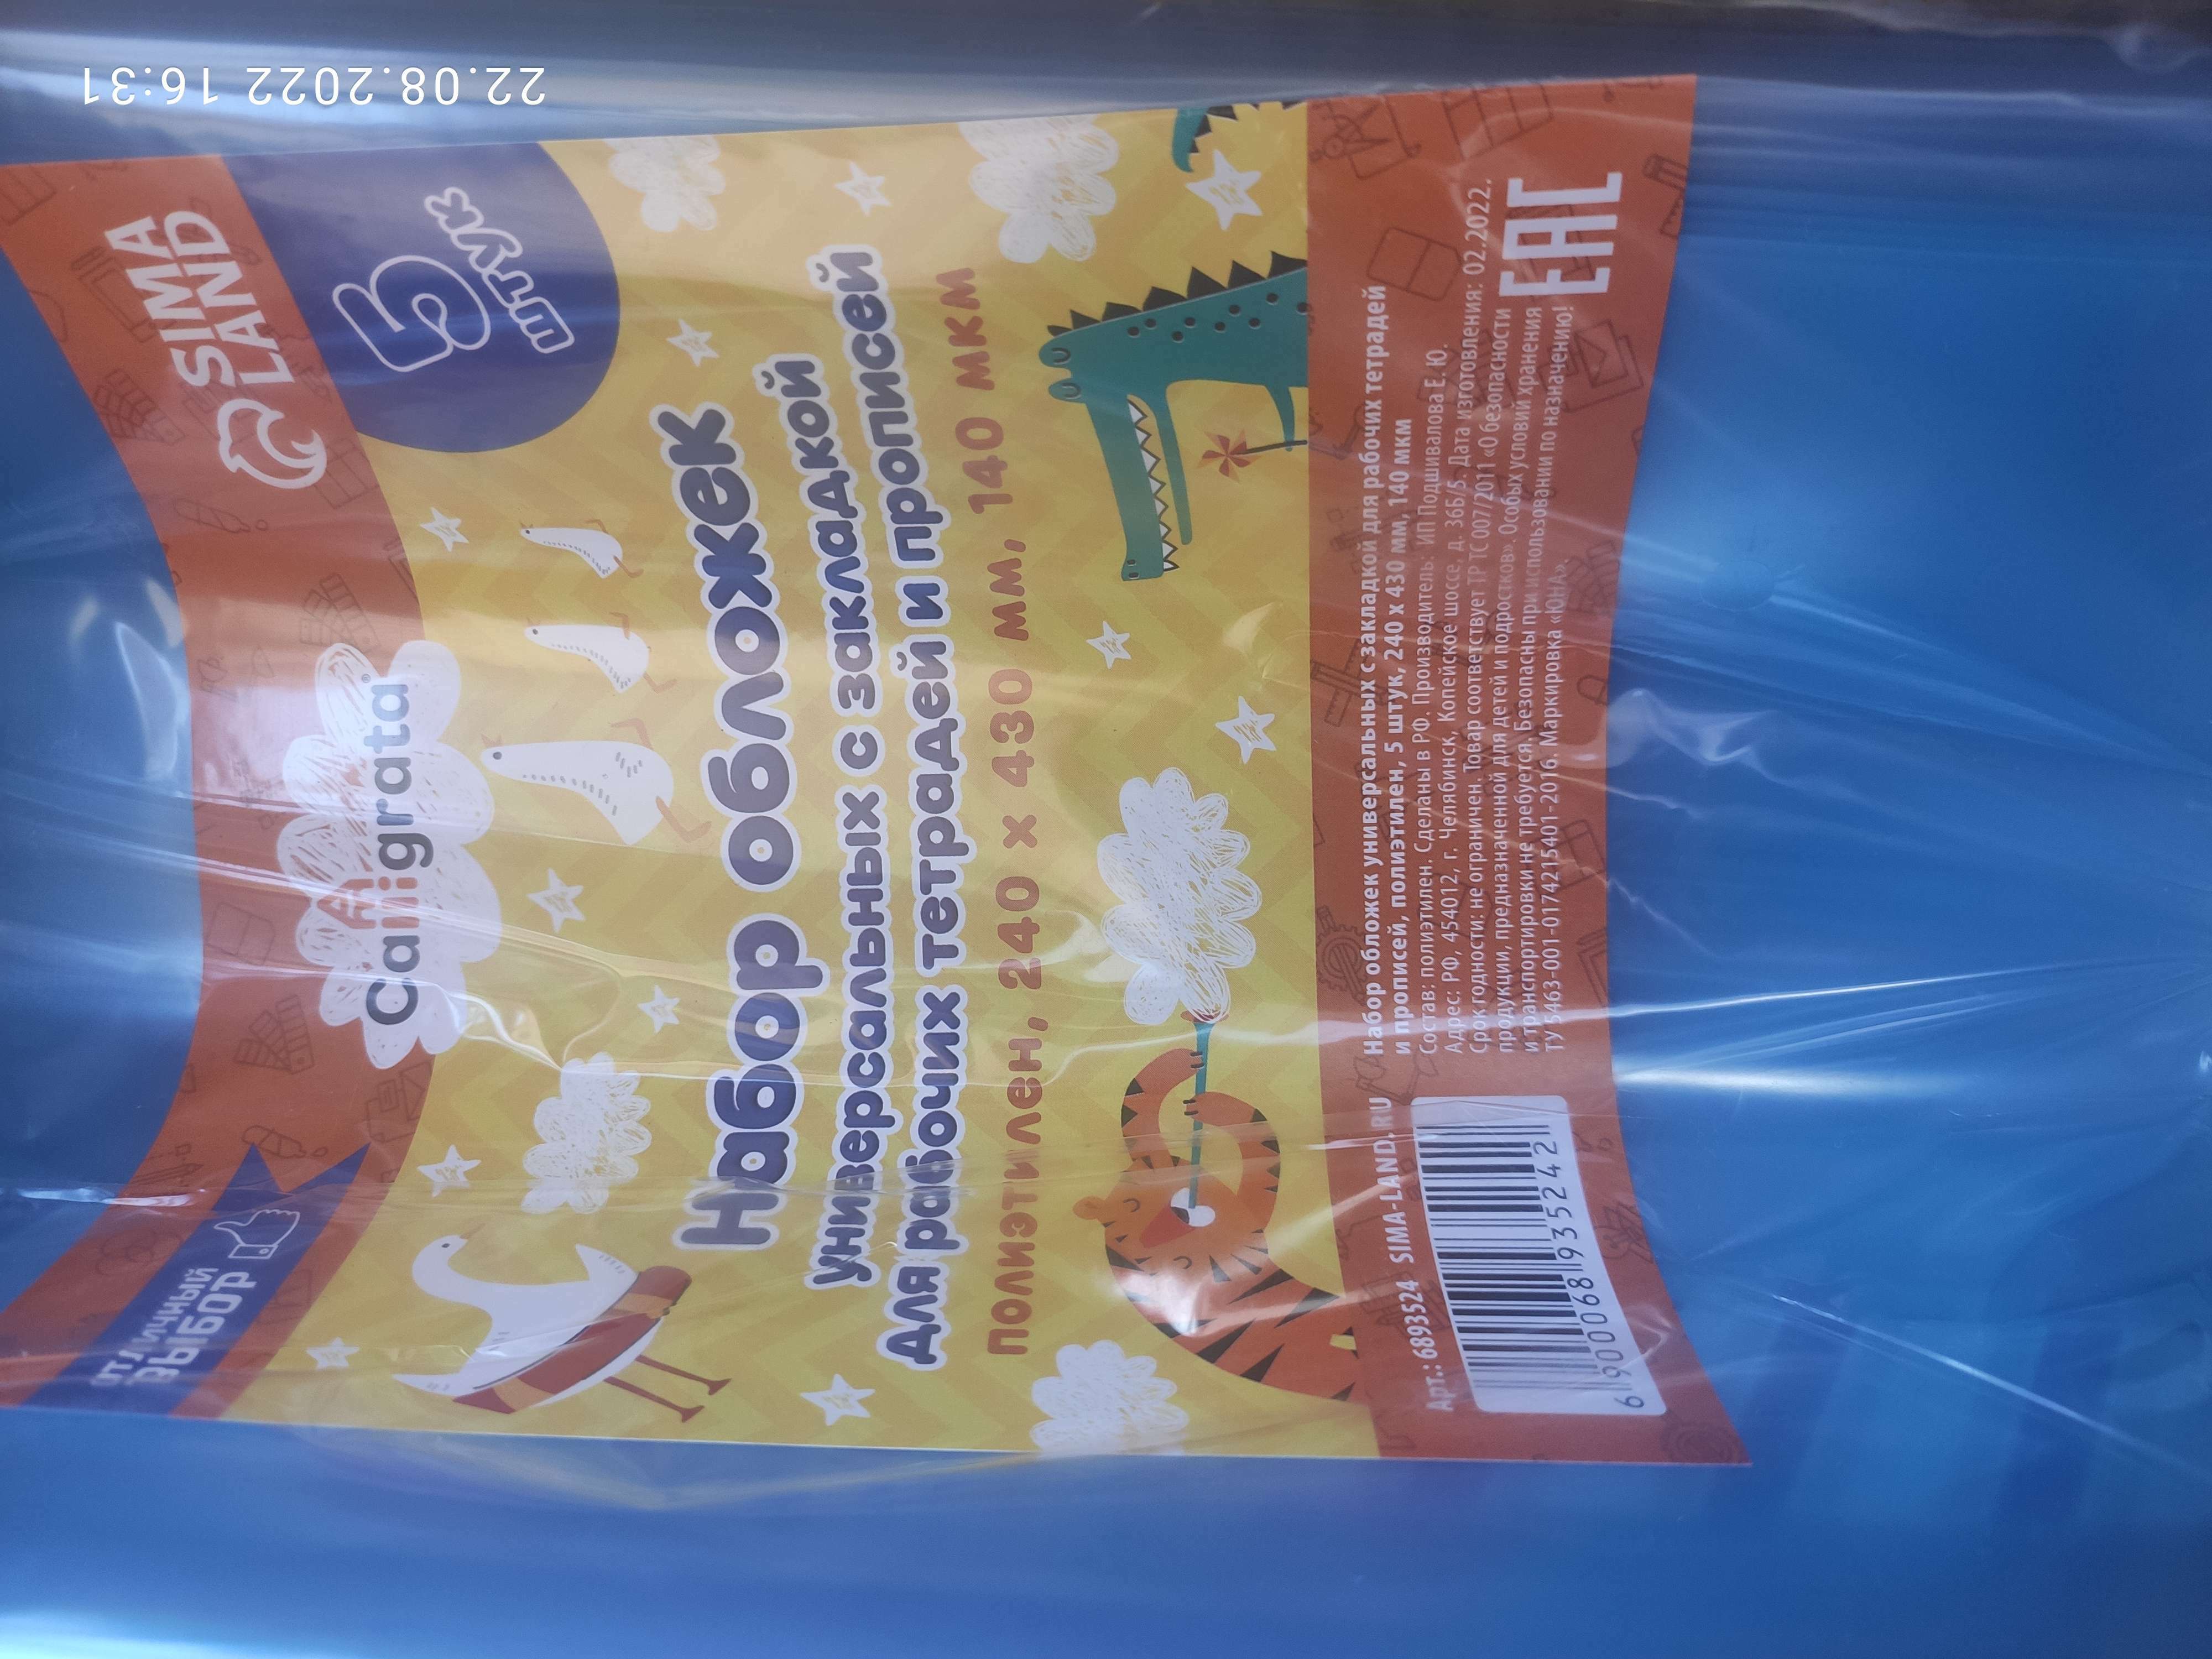 22.08.2022 16:31
ОТЛИЧНЫЙ
ВЫБОР
Calligrata®
SIMA
LAND
5
штук
Набор обложек
универсальных с закладкой
для рабочих тетрадей и прописей
полиэтилен, 240 х 430 мм, 140 мкм
Арт.: 6893524 SIMA-LAND.RU
6 900068 935242
Набор обложек универсальных с закладкой для рабочих тетрадей
и прописей, полиэтилен, 5 штук, 240 х 430 мм, 140 мкм
Состав: полиэтилен. Сделаны в РФ. Производитель: ИП Подшивалова Е. Ю.
Адрес: РФ, 454012, г. Челябинск, Копейское шоссе, д. 36Б/5. Дата изготовления: 02.2022.
Срок годности: не ограничен. Товар соответствует ТР ТС 007/2011 «О безопасности
продукции, предназначенной для детей и подростков». Особых условий хранения
и транспортировки не требуется. Безопасны при использовании по назначению!
ТУ 5463-001-0174215401-2016. Маркировка «ЮНА».
ЕАС